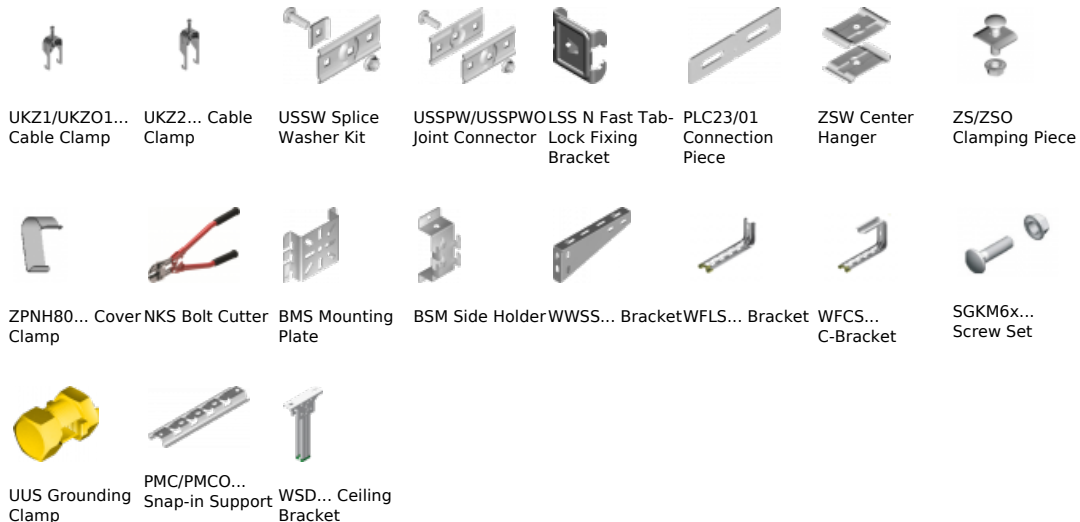 UKZ1/UKZO1...
Cable Clamp
UKZ2... Cable
Clamp
USSW Splice
Washer Kit
USSPW/USSPWO
Joint Connector
LSS N Fast Tab-
Lock Fixing
Bracket
PLC23/01
Connection
Piece
ZSW Center
Hanger
ZS/ZSO
Clamping Piece
ZPNH80... Cover
Clamp
NKS Bolt Cutter
BMS Mounting
Plate
BSM Side Holder
WWSS... Bracket
WFLS... Bracket
WFCS...
C-Bracket
SGKM6x...
Screw Set
UUS Grounding
Clamp
PMC/PMCO...
Snap-in Support
WSD... Ceiling
Bracket